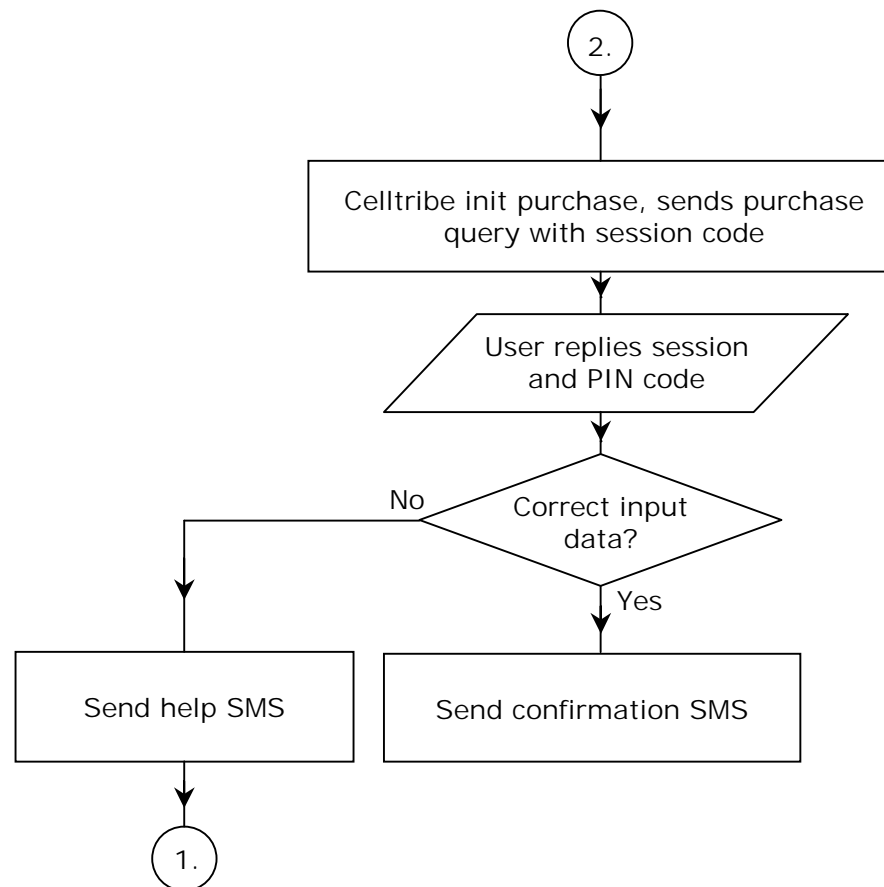 2.
Celltribe init purchase, sends purchase
query with session code
User replies session
and PIN code
No
Correct input
data?
Yes
Send help SMS
Send confirmation SMS
1.